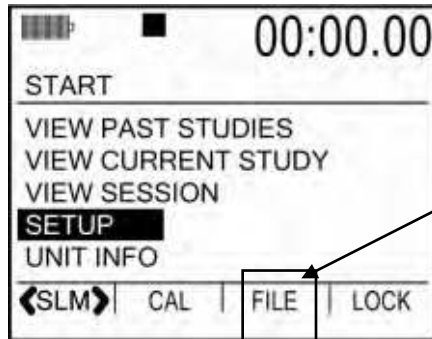 00:00.00
START
VIEW PAST STUDIES
VIEW CURRENT STUDY
VIEW SESSION
SETUP
UNIT INFO
❮SLM❯ CAL FILE LOCK